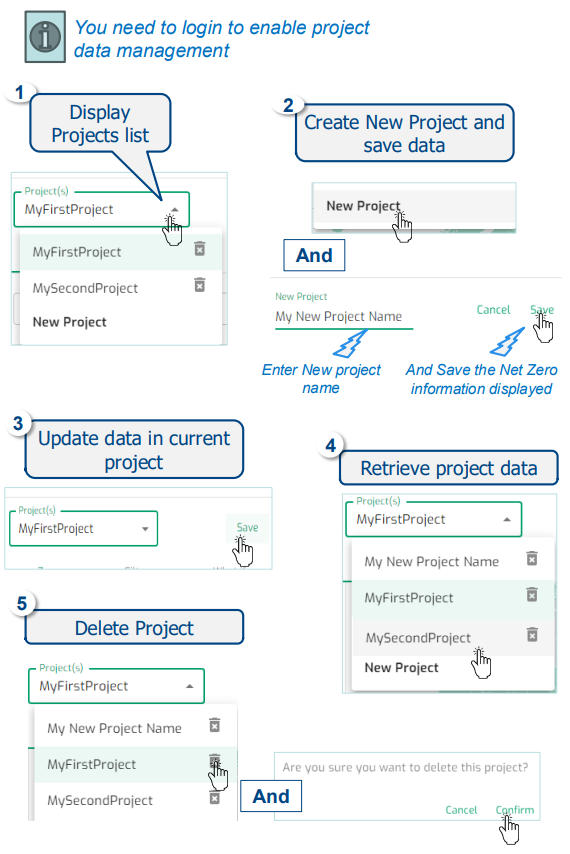 You need to login to enable project
data management
1
Display
Projects list
Project(s)
MyFirstProject
MyFirstProject
MySecondProject
New Project
2
Create New Project and
save data
New Project
And
New Project
My New Project Name
Cancel
Save
Enter New project
name
And Save the Net Zero
information displayed
3
Update data in current
project
Project(s)
MyFirstProject
Save
4
Retrieve project data
Project(s)
MyFirstProject
My New Project Name
MyFirstProject
MySecondProject
New Project
5
Delete Project
Project(s)
MyFirstProject
My New Project Name
MyFirstProject
MySecondProject
And
Are you sure you want to delete this project?
Cancel
Confirm